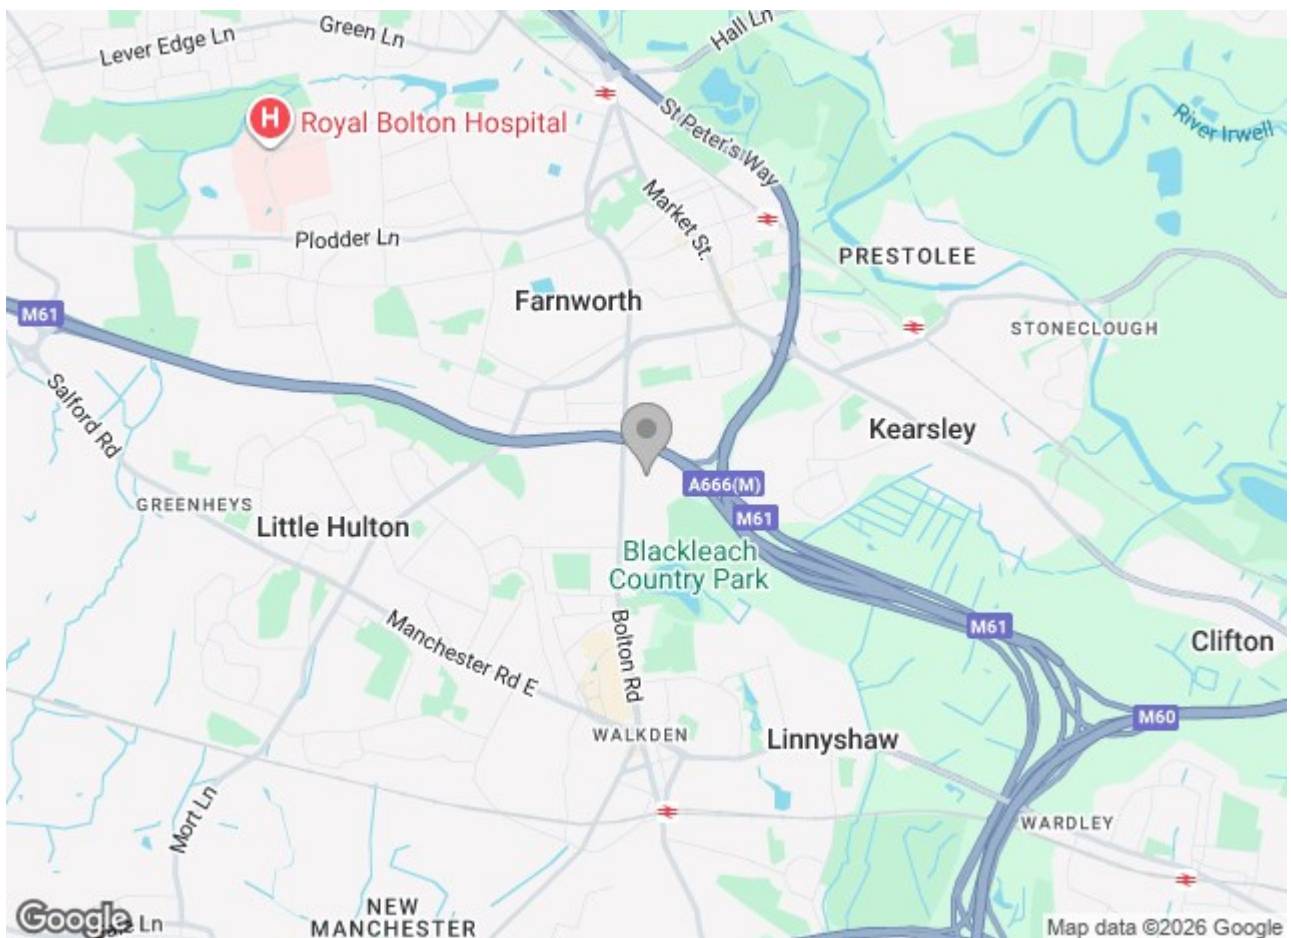 Lever Edge Ln
Green Ln
Hall Ln
H
Royal Bolton Hospital
St Peter's Way
River Irwell
Market St.
Plodder Ln
PRESTOLEE
Farnworth
M61
STONECLOUGH
Salford Rd
Kearsley
A666(M)
M61
GREENHEYS
Little Hulton
Blackleach
Country Park
M61
Bolton Rd
Manchester Rd E
Clifton
M60
WALKDEN
Linnyshaw
Mort Ln
WARDLEY
NEW
MANCHESTER
Google
Ln
Map data ©2026 Google